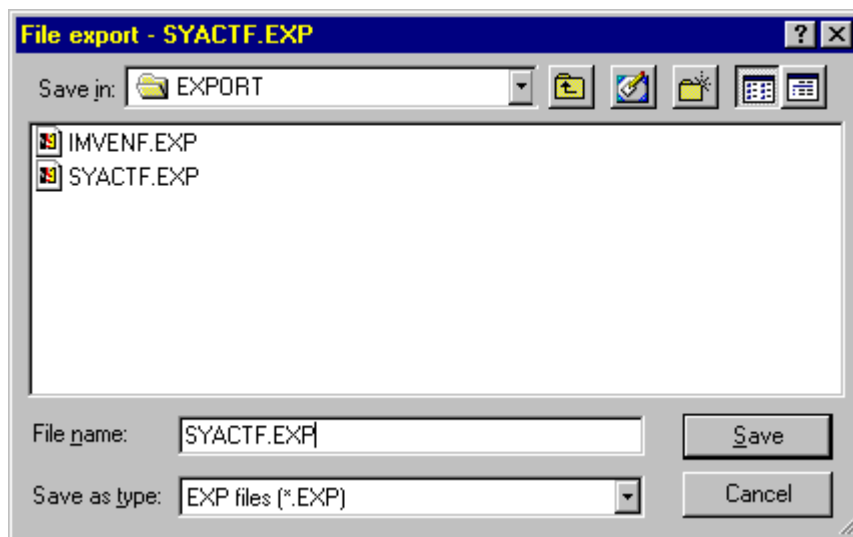 File export - SYACTF.EXP
Save in: EXPORT
IMVENF.EXP
SYACTF.EXP
File name: SYACTF.EXP Save
Save as type: EXP files (*.EXP) Cancel